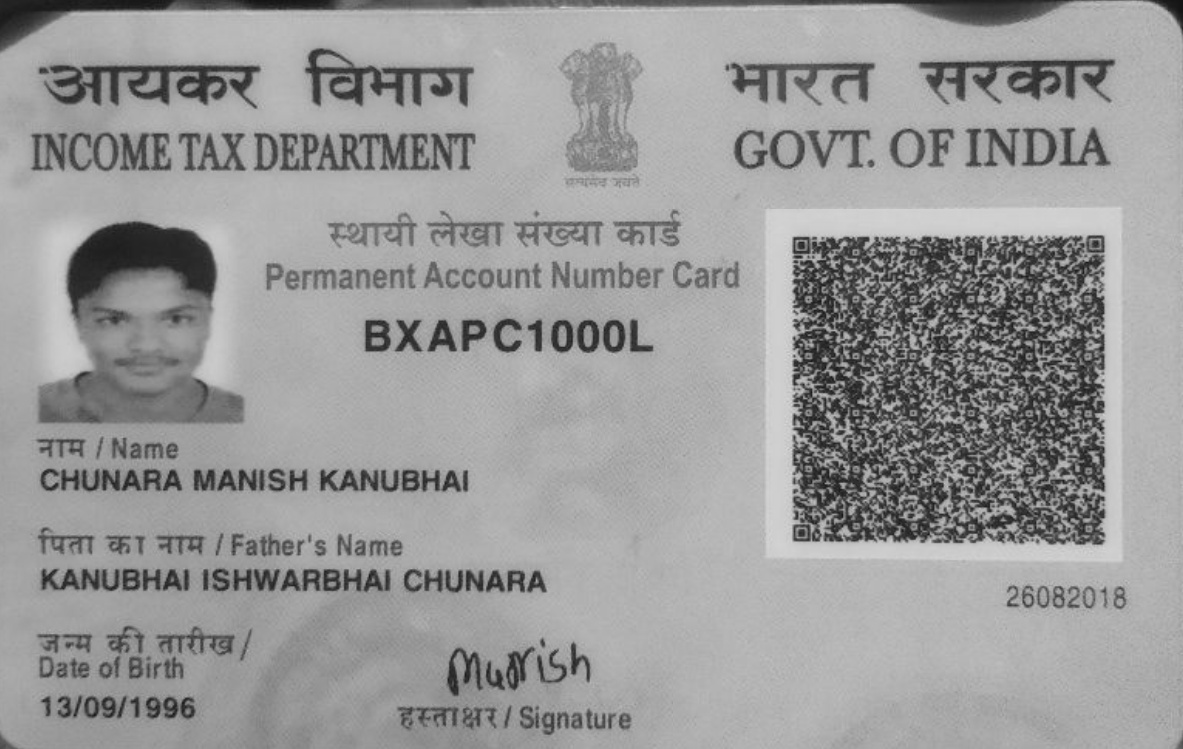 आयकर विभाग
INCOME TAX DEPARTMENT
भारत सरकार
GOVT. OF INDIA
सत्यमेव जयते
स्थायी लेखा संख्या कार्ड
Permanent Account Number Card
BXAPC1000L
नाम / Name
CHUNARA MANISH KANUBHAI
पिता का नाम / Father's Name
KANUBHAI ISHWARBHAI CHUNARA
26082018
जन्म की तारीख /
Date of Birth
13/09/1996
Manish
हस्ताक्षर / Signature